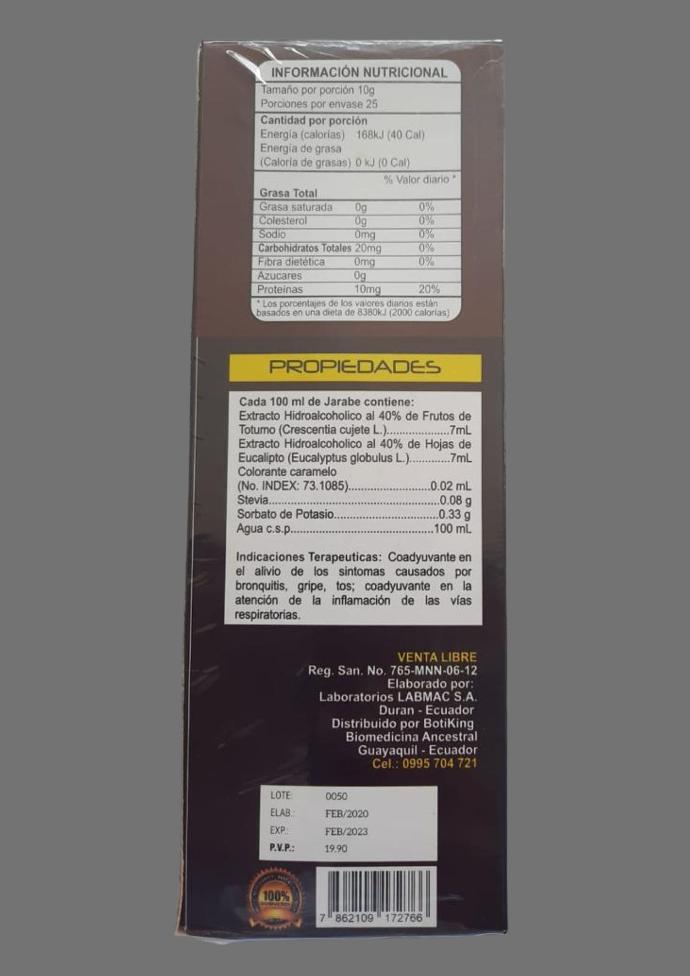 INFORMACIÓN NUTRICIONAL
Tamaño por porción 10g
Porciones por envase 25
Cantidad por porción
Energía (calorías) 168kJ (40 Cal)
Energía de grasa
(Caloría de grasas) 0 kJ (0 Cal)
% Valor diario *
Grasa Total
Grasa saturada 0g 0%
Colesterol 0g 0%
Sodio 0mg 0%
Carbohidratos Totales 20mg 0%
Fibra dietética 0mg 0%
Azucares 0g
Proteínas 10mg 20%
* Los porcentajes de los valores diarios están
basados en una dieta de 8380kJ (2000 calorías)
PROPIEDADES
Cada 100 ml de Jarabe contiene:
Extracto Hidroalcoholico al 40% de Frutos de
Totumo (Crescentia cujete L.)..................7mL
Extracto Hidroalcoholico al 40% de Hojas de
Eucalipto (Eucalyptus globulus L.)............7mL
Colorante caramelo
(No. INDEX: 73.1085)........................0.02 mL
Stevia..................................................0.08 g
Sorbato de Potasio...............................0.33 g
Agua c.s.p..........................................100 mL
Indicaciones Terapeuticas: Coadyuvante en
el alivio de los sintomas causados por
bronquitis, gripe, tos; coadyuvante en la
atención de la inflamación de las vías
respiratorias.
VENTA LIBRE
Reg. San. No. 765-MNN-06-12
Elaborado por:
Laboratorios LABMAC S.A.
Duran - Ecuador
Distribuido por BotiKing
Biomedicina Ancestral
Guayaquil - Ecuador
Cel.: 0995 704 721
LOTE: 0050
ELAB.: FEB/2020
EXP.: FEB/2023
P.V.P.: 19.90
100%
7 862109 172766